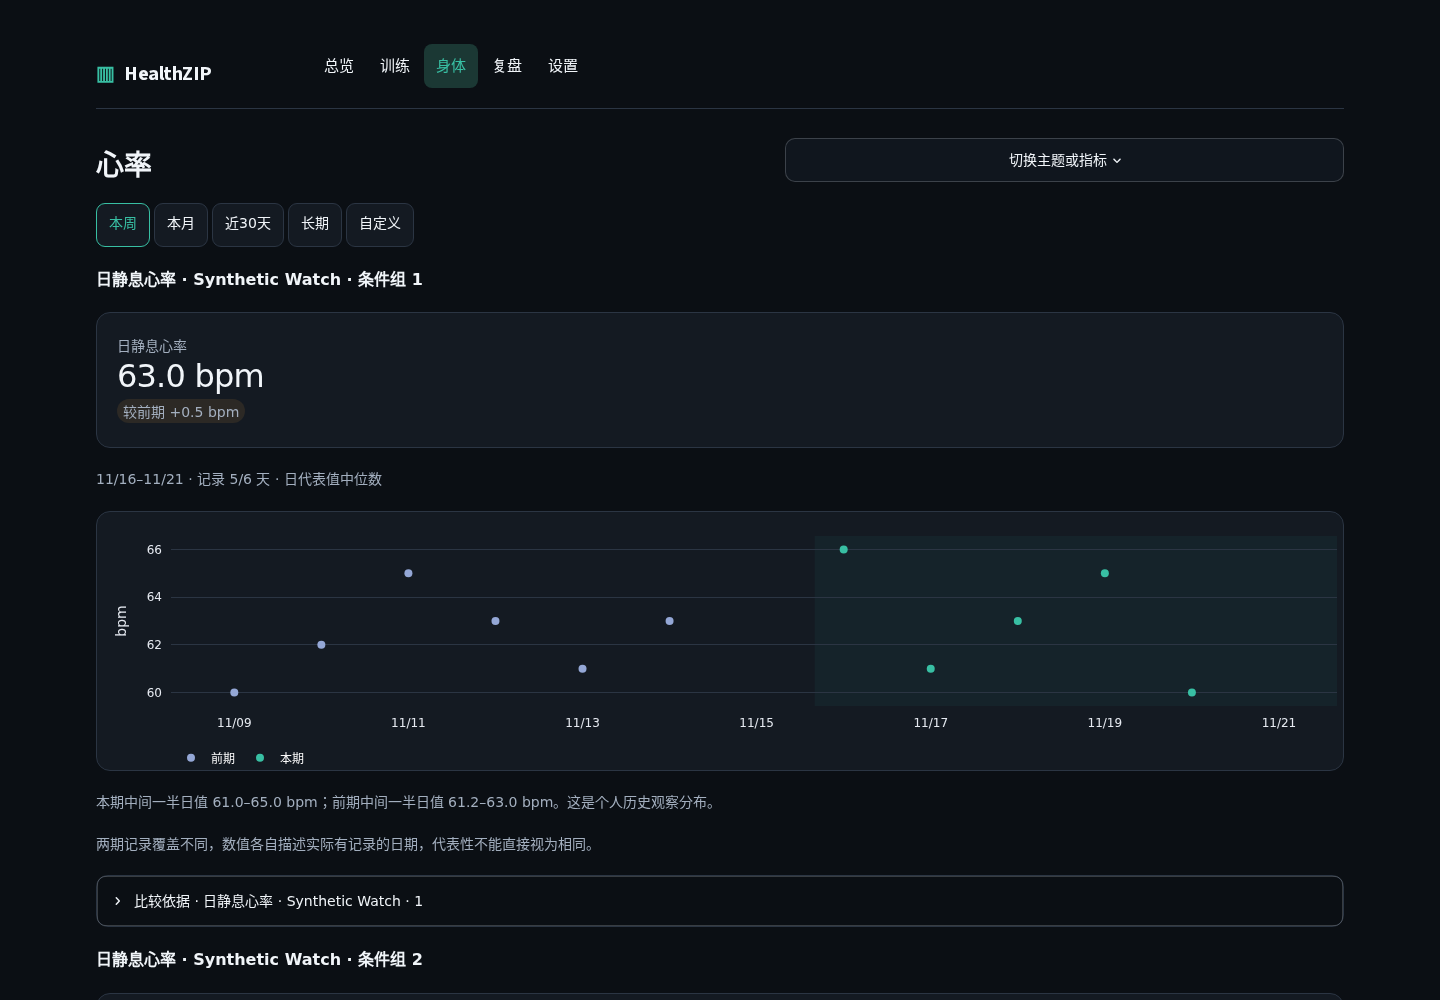 HealthZIP
总览 训练 身体 复盘 设置
心率
切换主题或指标
本周 本月 近30天 长期 自定义
日静息心率 · Synthetic Watch · 条件组 1
日静息心率
63.0 bpm
较前期 +0.5 bpm
11/16–11/21 · 记录 5/6 天 · 日代表值中位数
66
64
62
60
bpm
11/09 11/11 11/13 11/15 11/17 11/19 11/21
前期 本期
本期中间一半日值 61.0–65.0 bpm；前期中间一半日值 61.2–63.0 bpm。这是个人历史观察分布。
两期记录覆盖不同，数值各自描述实际有记录的日期，代表性不能直接视为相同。
比较依据 · 日静息心率 · Synthetic Watch · 1
日静息心率 · Synthetic Watch · 条件组 2